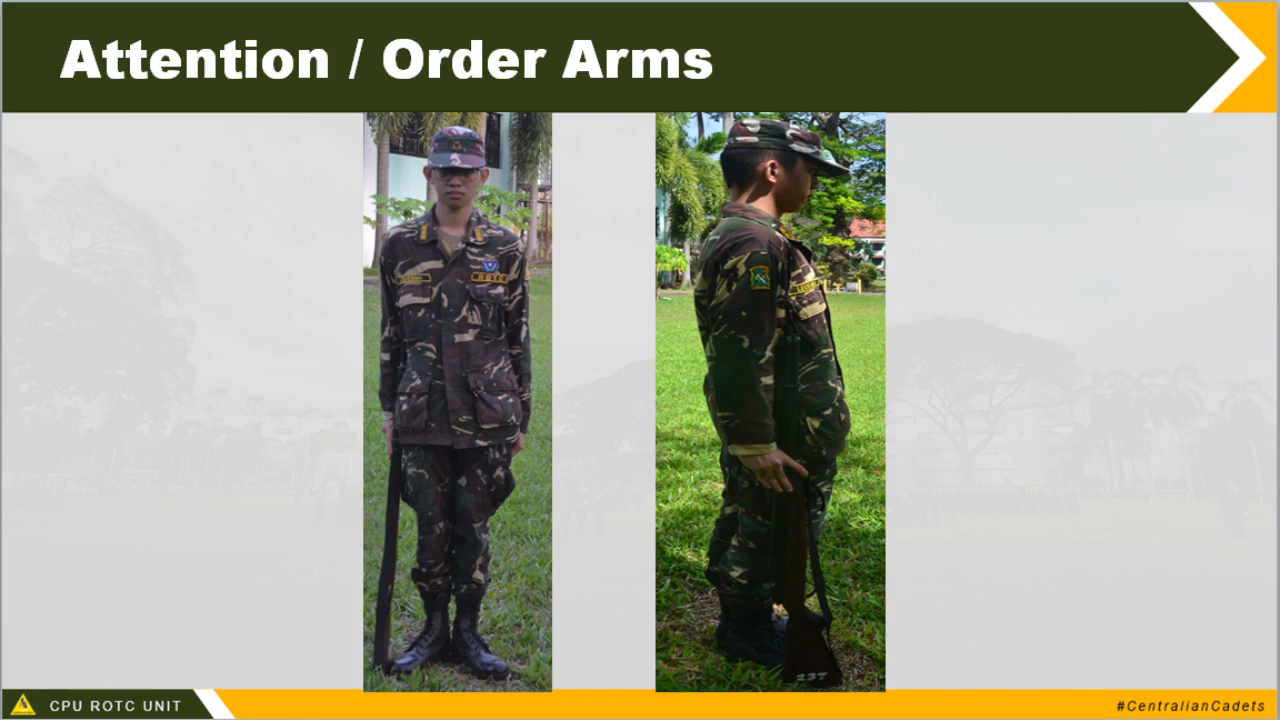 Attention / Order Arms
ROTC
237
CPU ROTC UNIT
#CentralianCadets